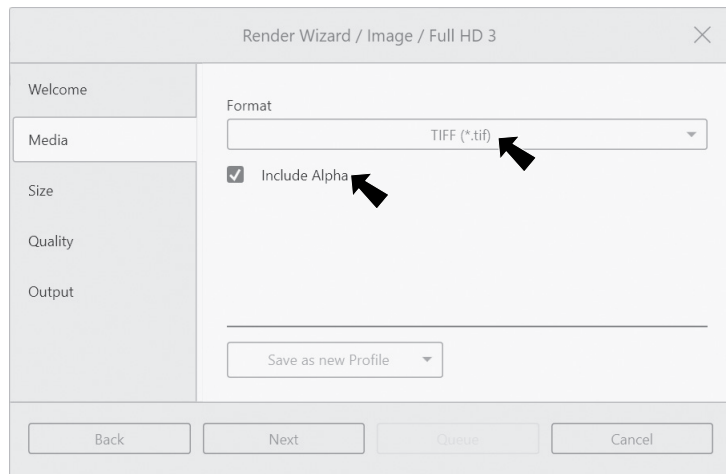 Render Wizard / Image / Full HD 3
Welcome
Media
Size
Quality
Output
Format
TIFF (*.tif)
Include Alpha
Save as new Profile
Back
Next
Queue
Cancel